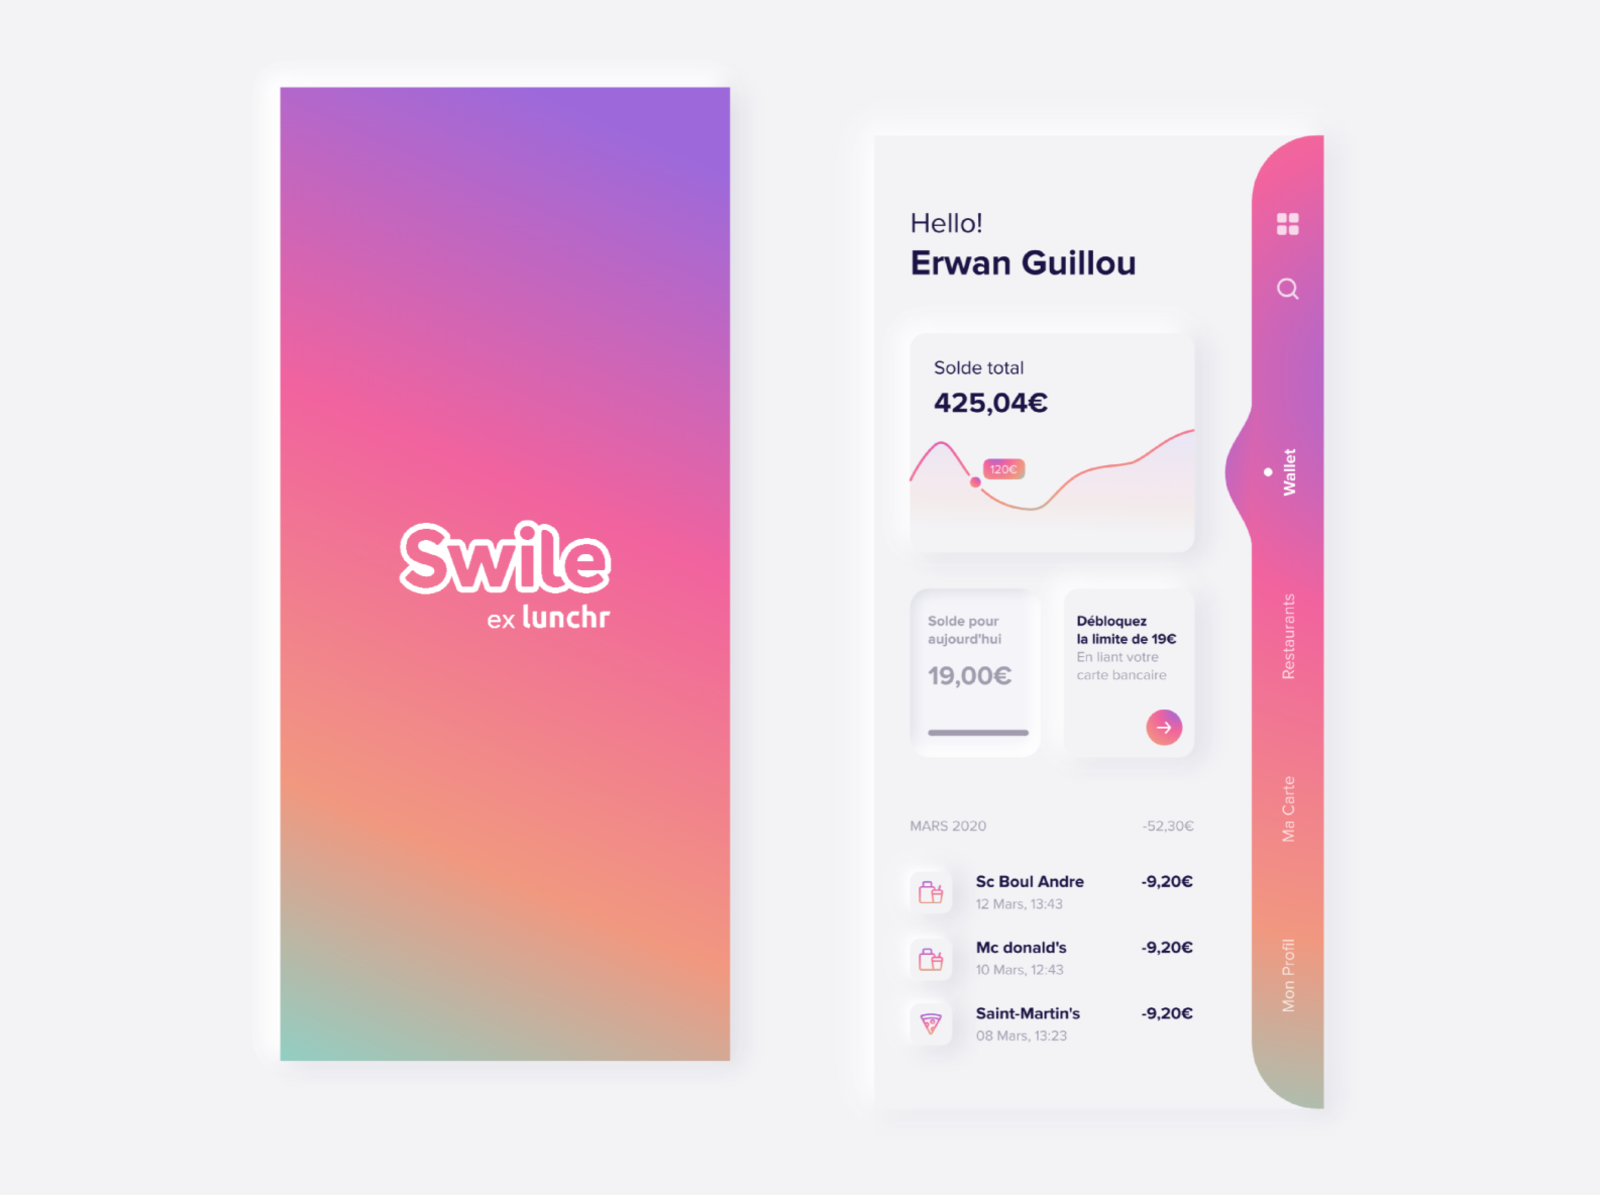 Swile
ex lunchr
Hello!
Erwan Guillou
Solde total
425,04€
120€
Solde pour
aujourd'hui
19,00€
Débloquez
la limite de 19€
En liant votre
carte bancaire
MARS 2020 -52,30€
Sc Boul Andre -9,20€
12 Mars, 13:43
Mc donald's -9,20€
10 Mars, 12:43
Saint-Martin's -9,20€
08 Mars, 13:23
Wallet
Restaurants
Ma Carte
Mon Profil